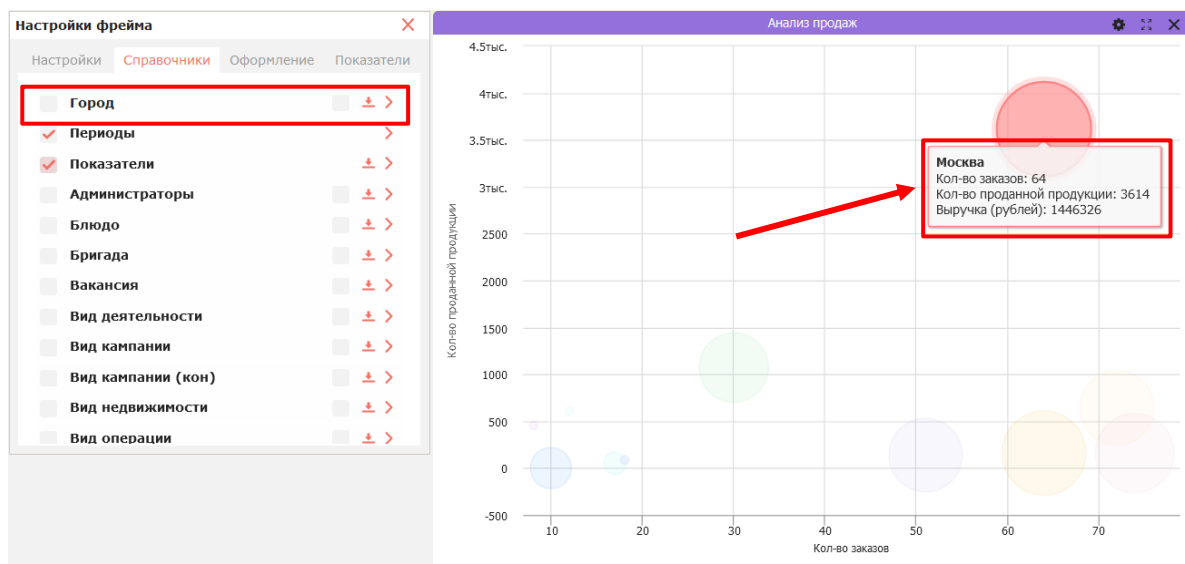 Настройки фрейма
Настройки Справочники Оформление Показатели
Город
Периоды
Показатели
Администраторы
Блюдо
Бригада
Вакансия
Вид деятельности
Вид кампании
Вид кампании (кон)
Вид недвижимости
Вид операции
Анализ продаж
4.5тыс.
4тыс.
3.5тыс.
3тыс.
2500
2000
1500
1000
500
0
-500
Кол-во проданной продукции
Москва
Кол-во заказов: 64
Кол-во проданной продукции: 3614
Выручка (рублей): 1446326
10 20 30 40 50 60 70
Кол-во заказов